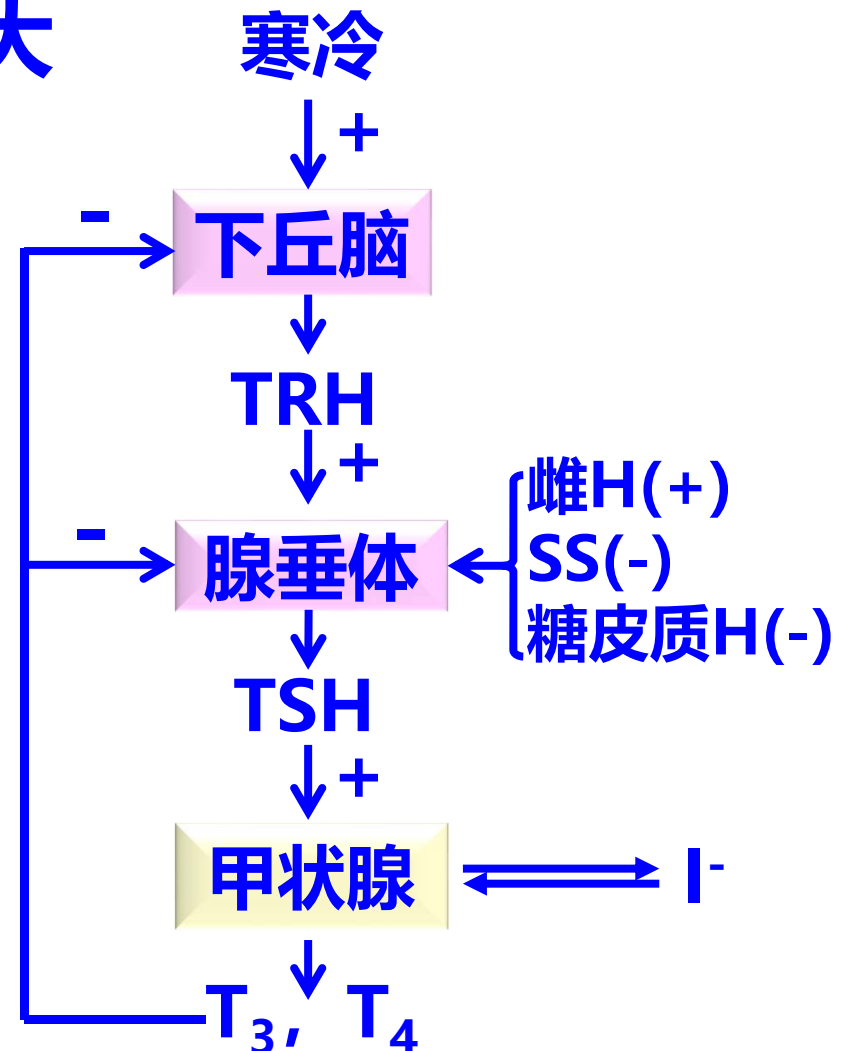 大
寒冷
+
-
下丘脑
TRH
+
-
腺垂体
雌H(+)
SS(-)
糖皮质H(-)
TSH
+
甲状腺
I⁻
T₃, T₄